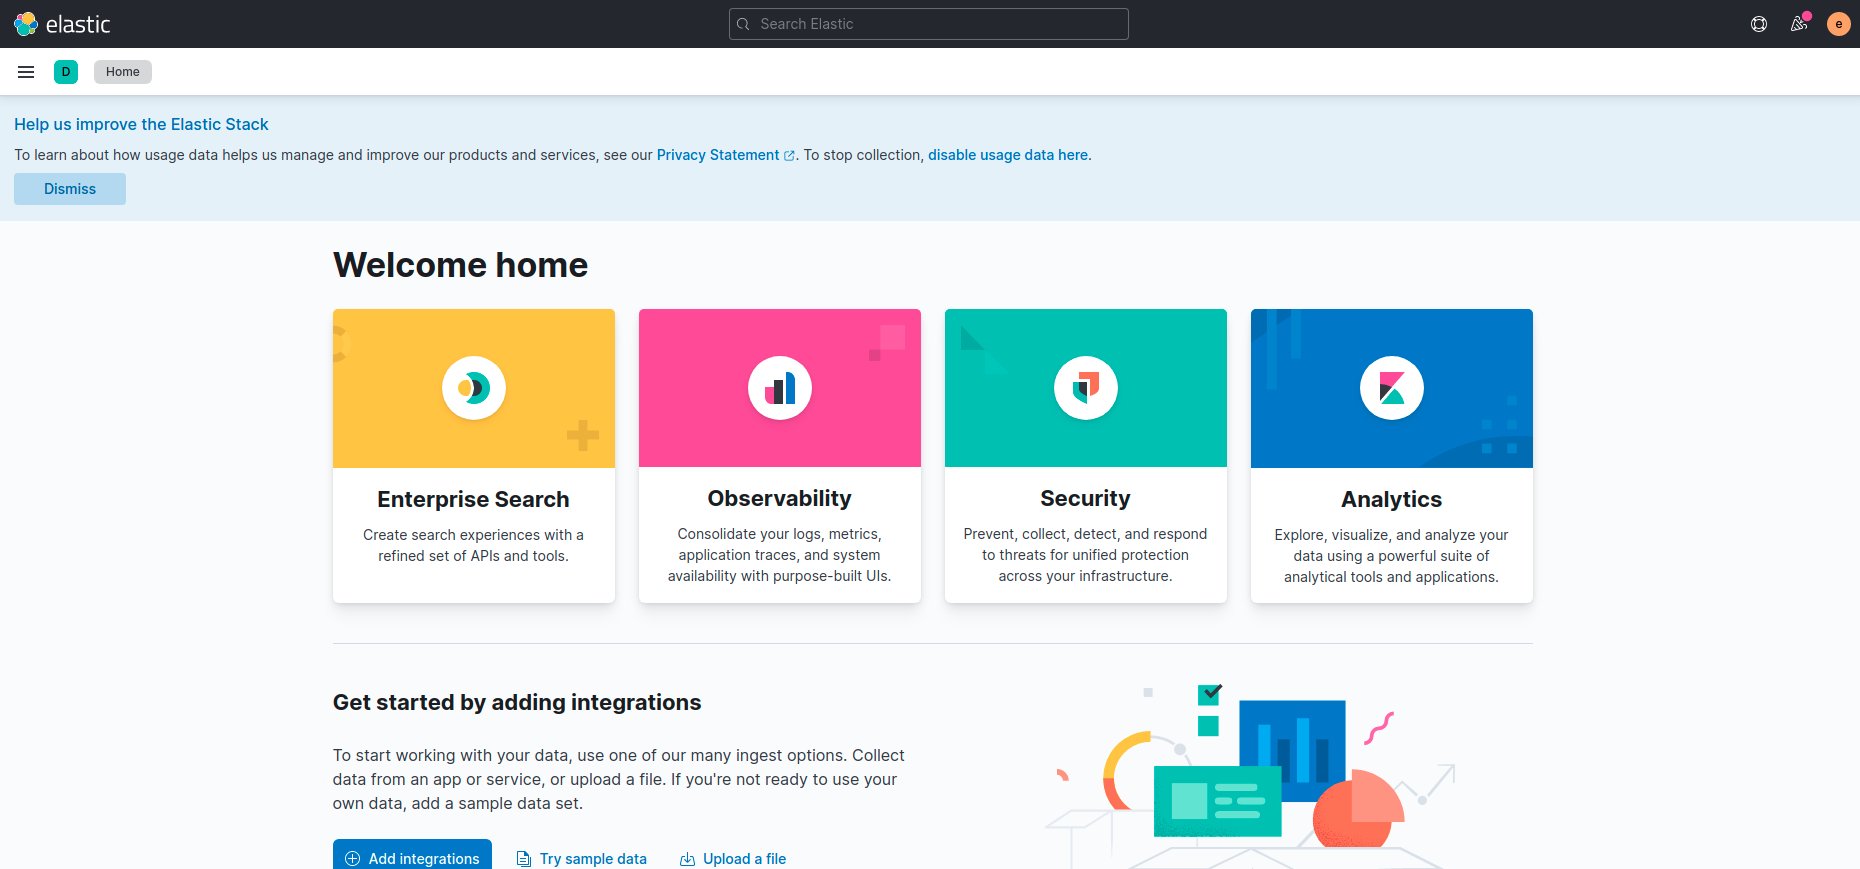 elastic
Search Elastic
e
D
Home
Help us improve the Elastic Stack
To learn about how usage data helps us manage and improve our products and services, see our Privacy Statement. To stop collection, disable usage data here.
Dismiss
Welcome home
Enterprise Search
Create search experiences with a
refined set of APIs and tools.
Observability
Consolidate your logs, metrics,
application traces, and system
availability with purpose-built UIs.
Security
Prevent, collect, detect, and respond
to threats for unified protection
across your infrastructure.
Analytics
Explore, visualize, and analyze your
data using a powerful suite of
analytical tools and applications.
Get started by adding integrations
To start working with your data, use one of our many ingest options. Collect
data from an app or service, or upload a file. If you're not ready to use your
own data, add a sample data set.
Add integrations
Try sample data
Upload a file